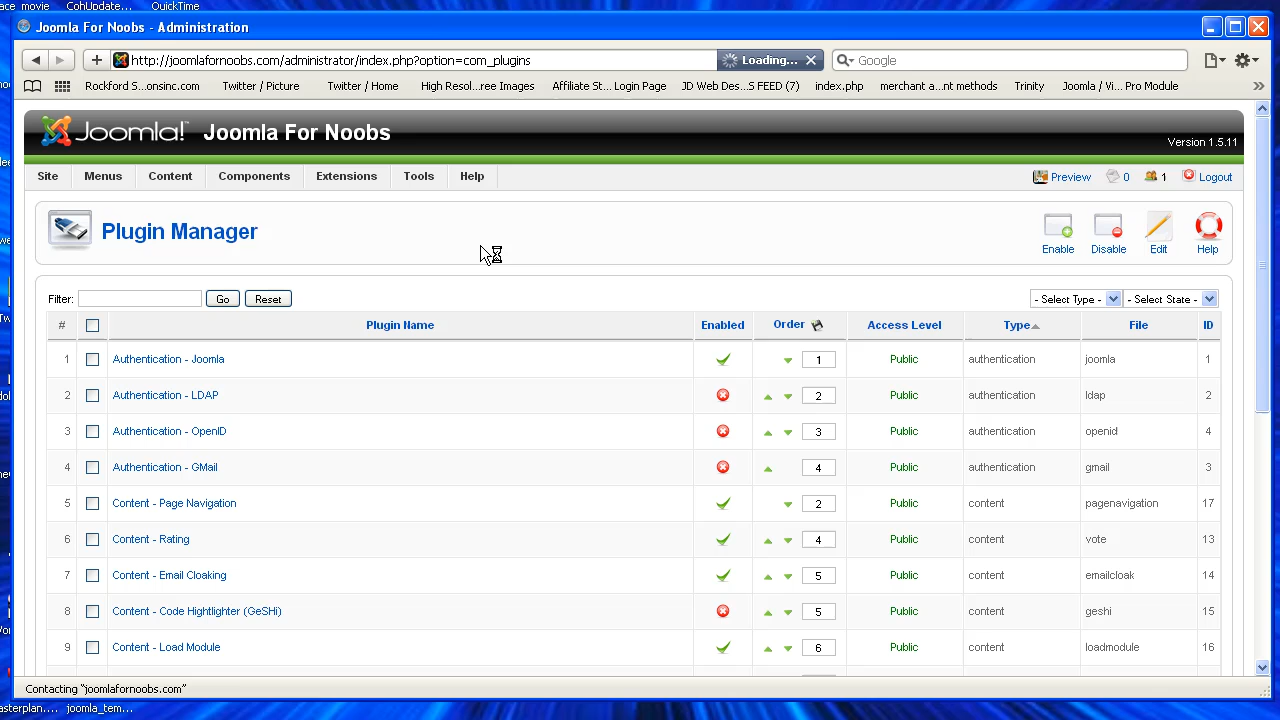 ace_movie CohUpdate... QuickTime
Joomla For Noobs - Administration
http://joomlafornoobs.com/administrator/index.php?option=com_plugins Loading... Google
Rockford S...onsinc.com Twitter / Picture Twitter / Home High Resol...ree Images Affiliate St... Login Page JD Web Des...S FEED (7) index.php merchant a...nt methods Trinity Joomla / Vi... Pro Module »
Joomla! Joomla For Noobs
Version 1.5.11
Site Menus Content Components Extensions Tools Help Preview 0 1 Logout
Plugin Manager
Enable Disable Edit Help
Filter: Go Reset - Select Type - - Select State -
# Plugin Name Enabled Order Access Level Type File ID
1 Authentication - Joomla 1 Public authentication joomla 1
2 Authentication - LDAP 2 Public authentication ldap 2
3 Authentication - OpenID 3 Public authentication openid 4
4 Authentication - GMail 4 Public authentication gmail 3
5 Content - Page Navigation 2 Public content pagenavigation 17
6 Content - Rating 4 Public content vote 13
7 Content - Email Cloaking 5 Public content emailcloak 14
8 Content - Code Hightlighter (GeSHi) 5 Public content geshi 15
9 Content - Load Module 6 Public content loadmodule 16
Contacting "joomlafornoobs.com"
asterplan.... joomla_tem...